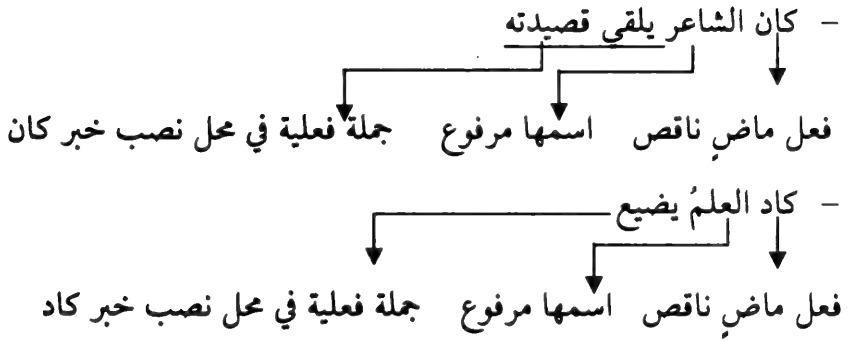 – كان الشاعر يلقي قصيدته
فعل ماضٍ ناقص اسمها مرفوع جملة فعلية في محل نصب خبر كان
– كاد العلمُ يضيع
فعل ماضٍ ناقص اسمها مرفوع جملة فعلية في محل نصب خبر كاد